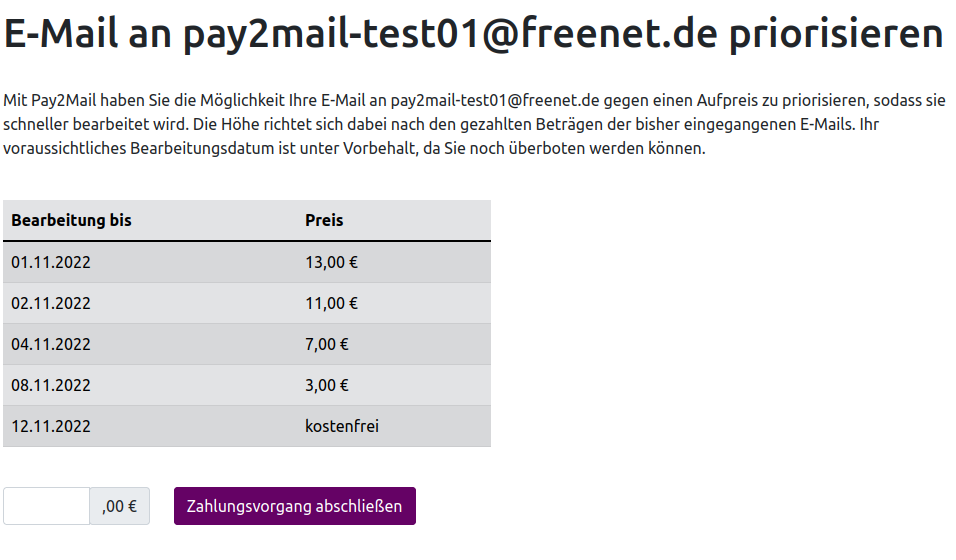 E-Mail an pay2mail-test01@freenet.de priorisieren
Mit Pay2Mail haben Sie die Möglichkeit Ihre E-Mail an pay2mail-test01@freenet.de gegen einen Aufpreis zu priorisieren, sodass sie
schneller bearbeitet wird. Die Höhe richtet sich dabei nach den gezahlten Beträgen der bisher eingegangenen E-Mails. Ihr
voraussichtliches Bearbeitungsdatum ist unter Vorbehalt, da Sie noch überboten werden können.
Bearbeitung bis Preis
01.11.2022 13,00 €
02.11.2022 11,00 €
04.11.2022 7,00 €
08.11.2022 3,00 €
12.11.2022 kostenfrei
,00 € Zahlungsvorgang abschließen